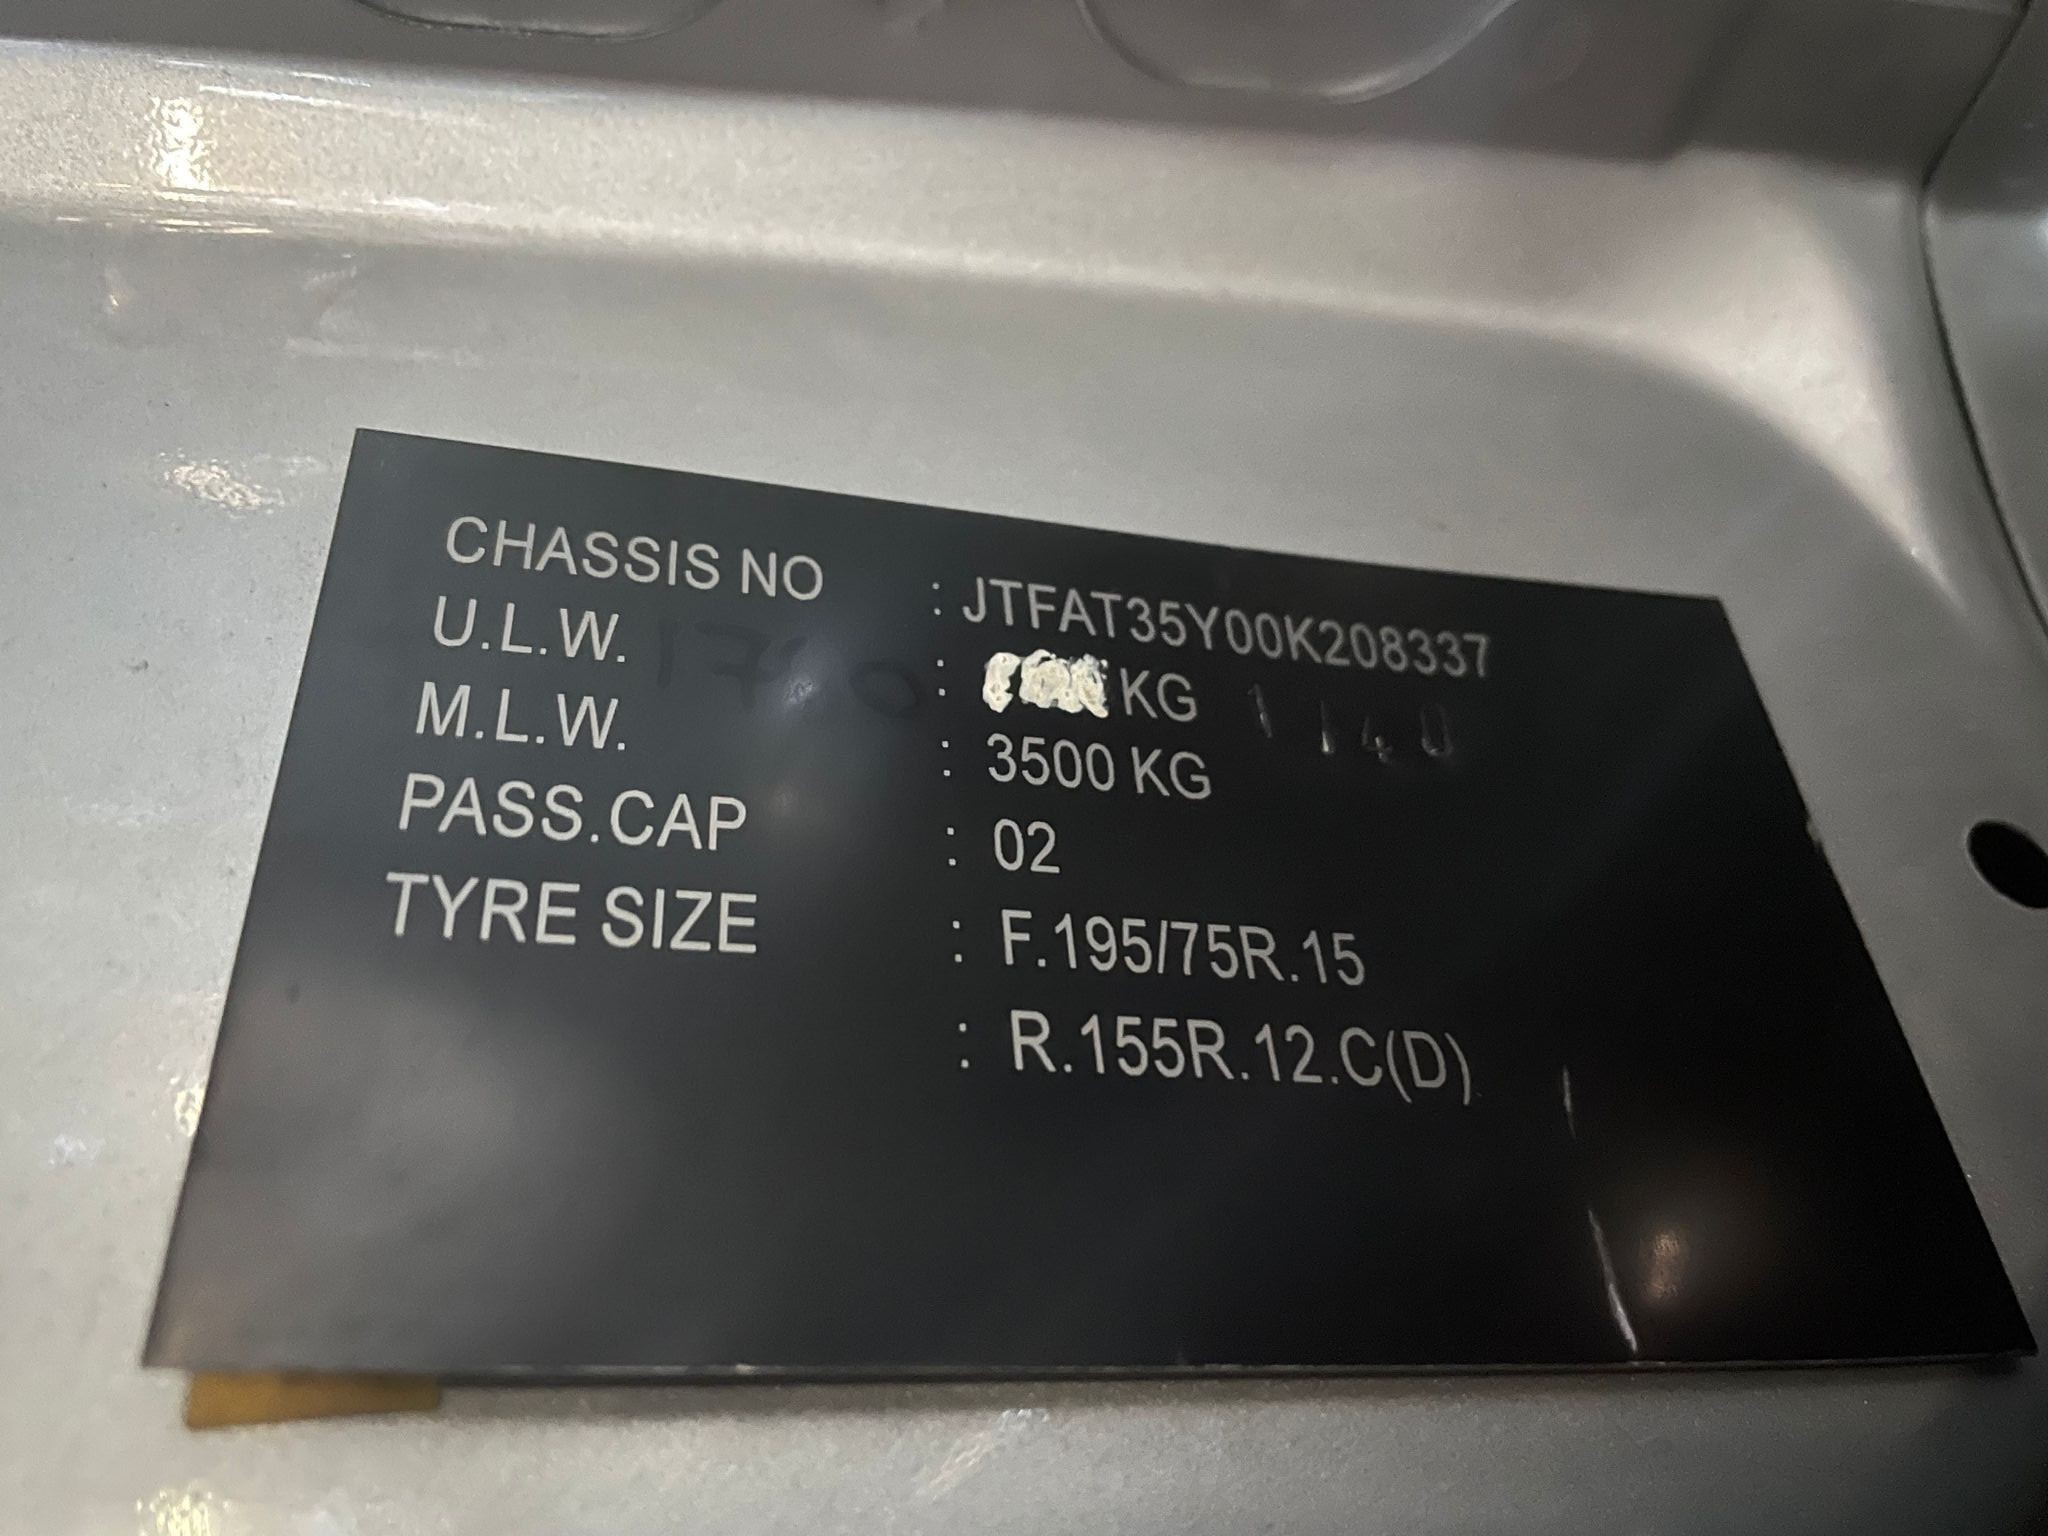 CHASSIS NO : JTFAT35Y00K208337
U.L.W. : KG
M.L.W. : 3500 KG
PASS.CAP : 02
TYRE SIZE : F.195/75R.15
: R.155R.12.C(D)